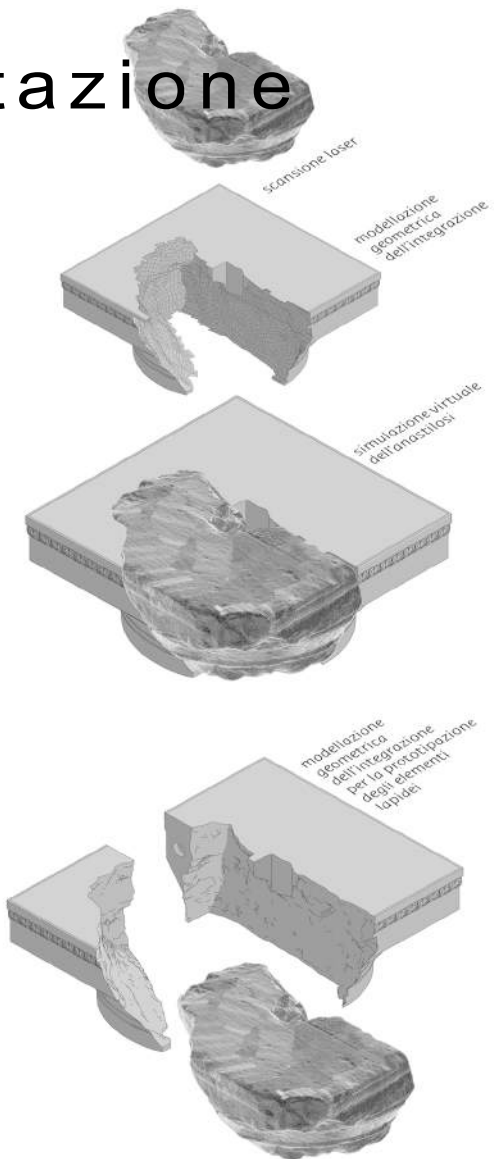 tazione
scansione laser
modellazione
geometrica
dell'integrazione
simulazione virtuale
dell'anastilosi
modellazione
geometrica
dell'integrazione
per la prototipazione
degli elementi
lapidei